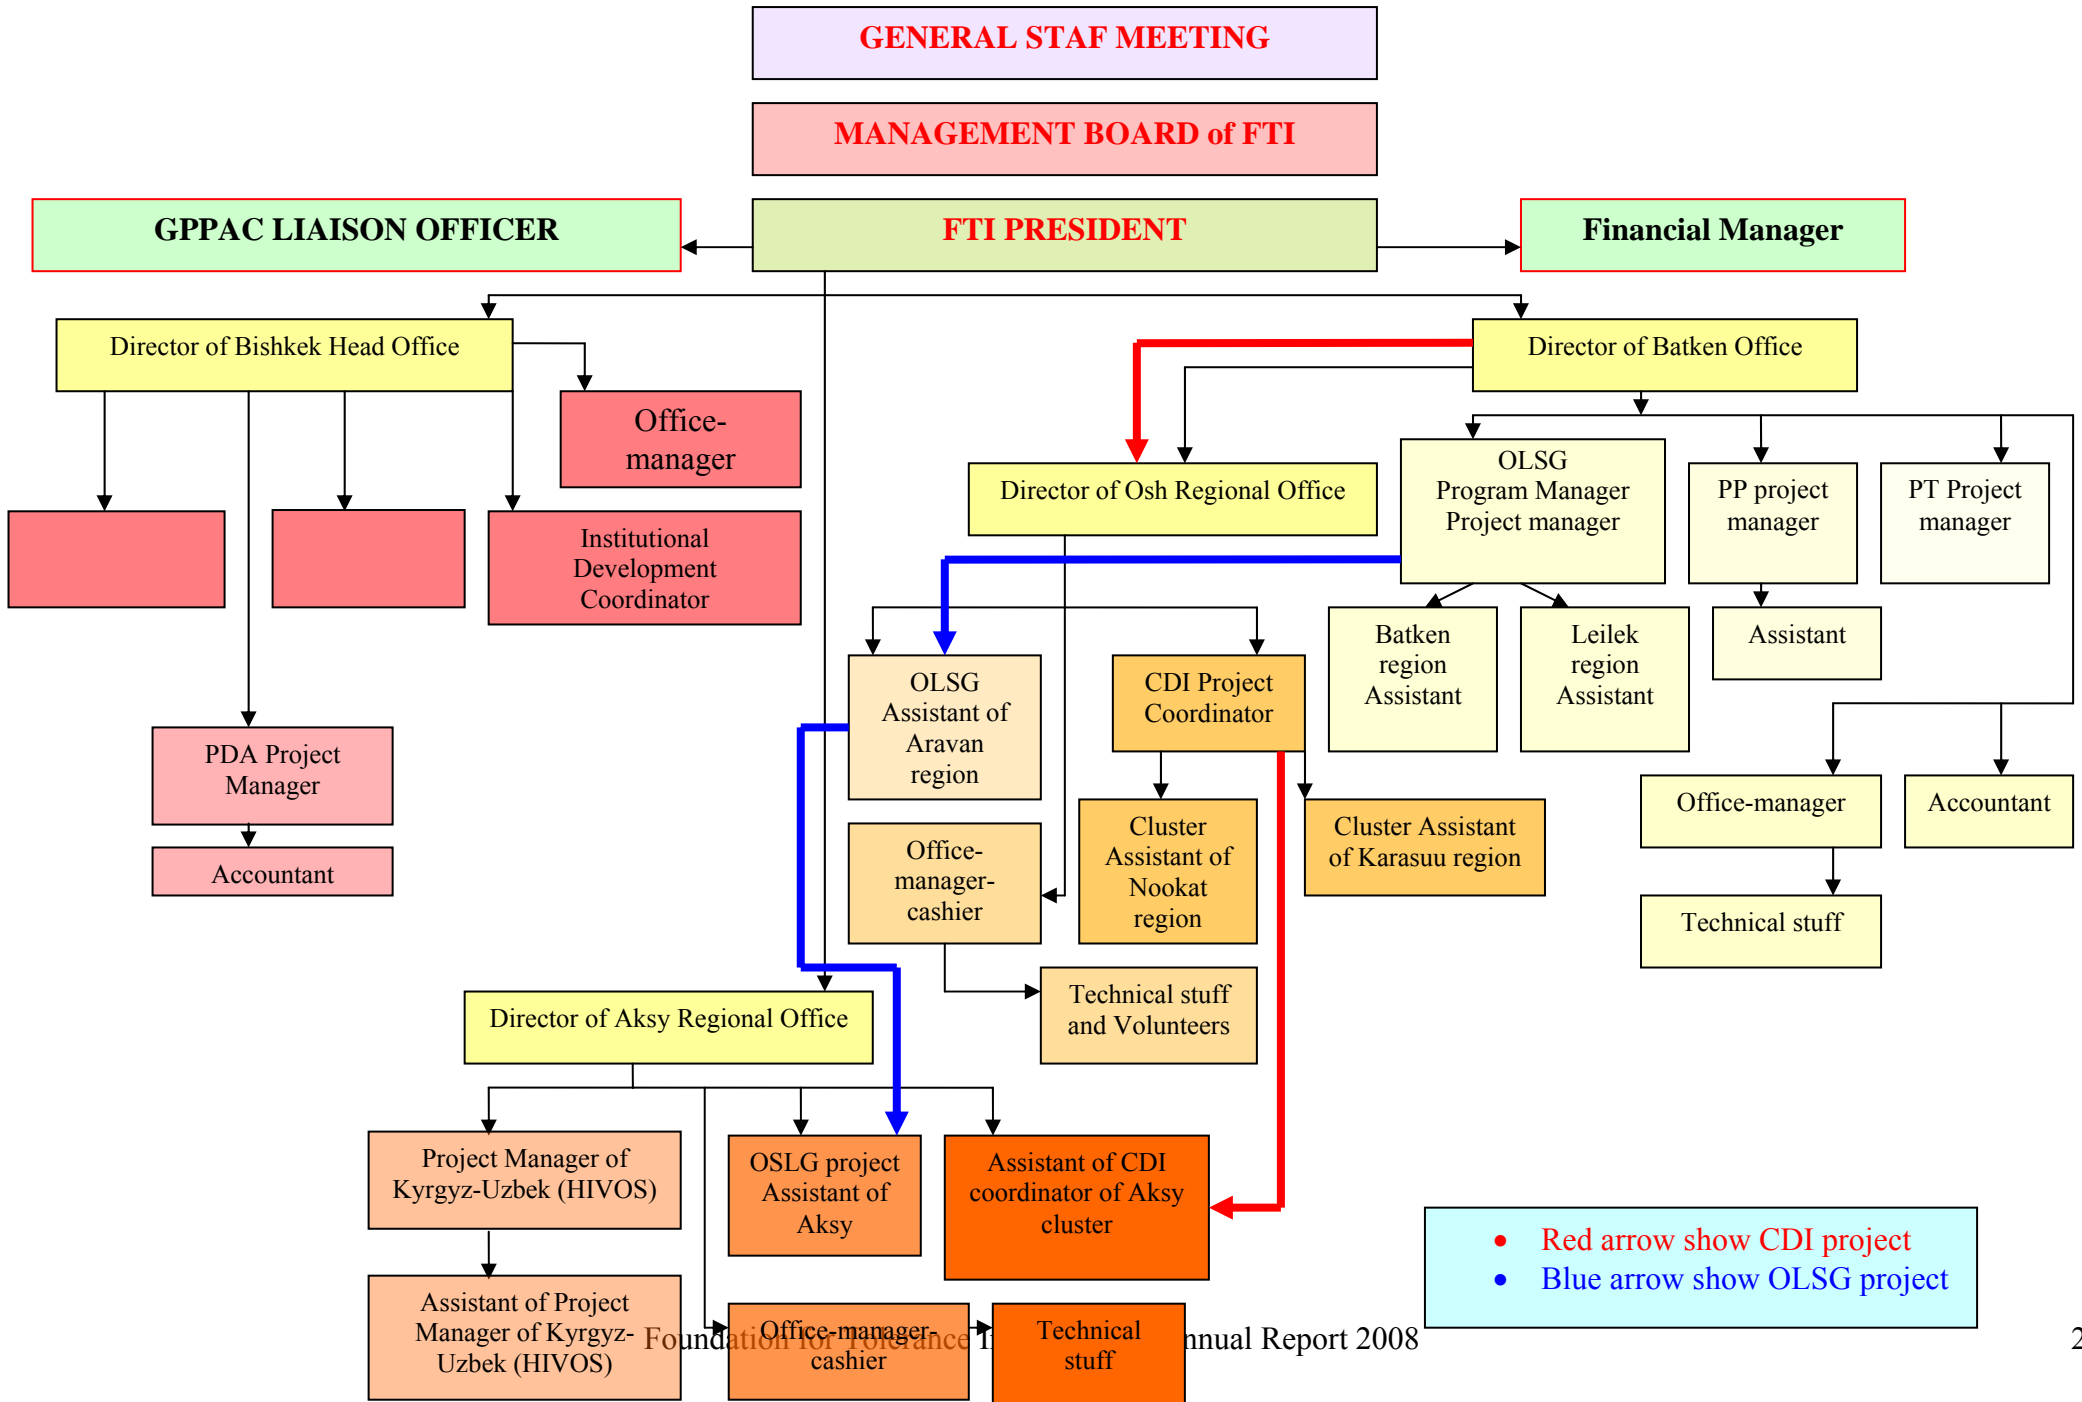 GENERAL STAF MEETING
MANAGEMENT BOARD of FTI
GPPAC LIAISON OFFICER
FTI PRESIDENT
Financial Manager
Director of Bishkek Head Office
Director of Batken Office
Office-
manager
Director of Osh Regional Office
OLSG
Program Manager
Project manager
PP project
manager
PT Project
manager
Institutional
Development
Coordinator
Batken
region
Assistant
Leilek
region
Assistant
Assistant
OLSG
Assistant of
Aravan
region
CDI Project
Coordinator
PDA Project
Manager
Accountant
Office-manager
Accountant
Technical stuff
Cluster
Assistant of
Nookat
region
Cluster Assistant
of Karasuu region
Office-
manager-
cashier
Technical stuff
and Volunteers
Director of Aksy Regional Office
Project Manager of
Kyrgyz-Uzbek (HIVOS)
OSLG project
Assistant of
Aksy
Assistant of CDI
coordinator of Aksy
cluster
Assistant of Project
Manager of Kyrgyz-
Uzbek (HIVOS)
Office-manager-
cashier
Technical
stuff
• Red arrow show CDI project
• Blue arrow show OLSG project
Foundation for Tolerance Report 2008